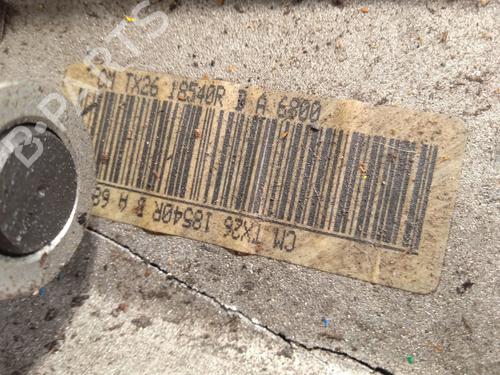 B-PARTS
CM TX26 18540R B A 6800
CM TX26 18540R B A 68